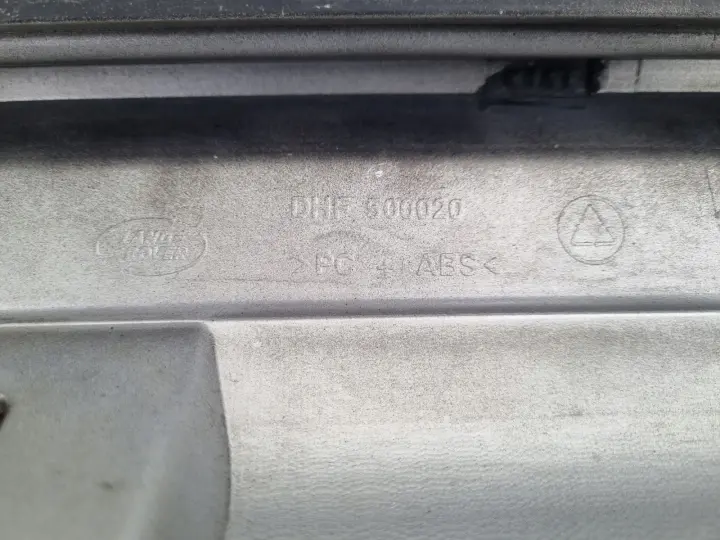 LAND
ROVER
DHF 500020
>PC + ABS<